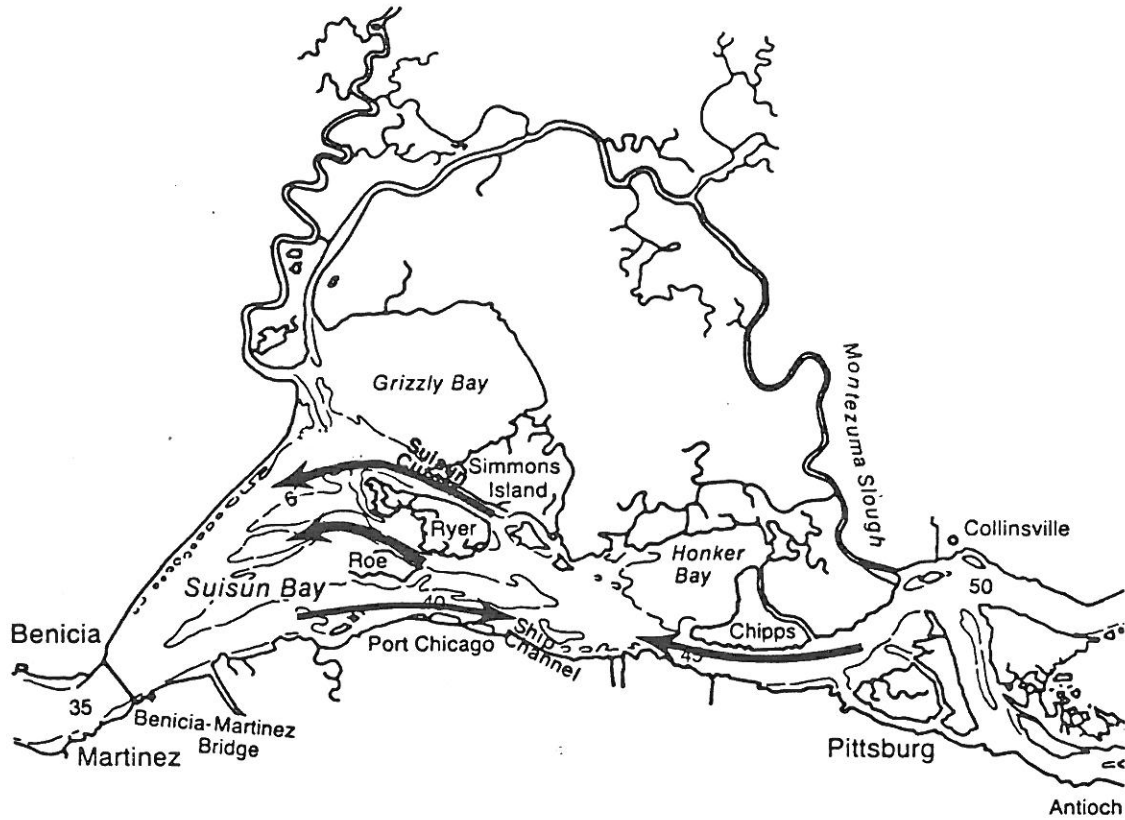 Grizzly Bay
Suisun
Simmons
Island
Ryer
6
Roe
Suisun Bay
40
Port Chicago
Ship
Channel
Honker
Bay
Chipps
45
Montezuma Slough
Collinsville
50
Benicia
35
Martinez
Benicia-Martinez
Bridge
Pittsburg
Antioch